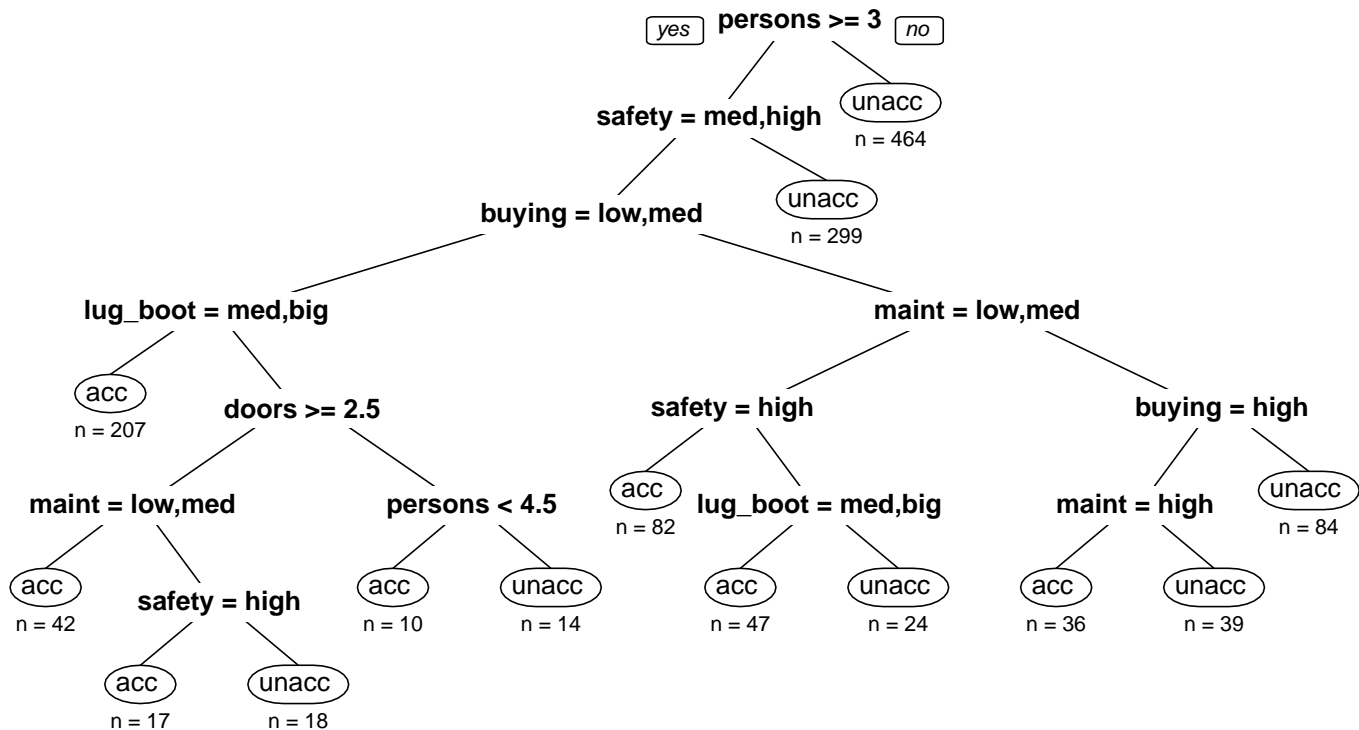 yes persons >= 3 no
unacc
safety = med,high
n = 464
unacc
buying = low,med
n = 299
lug_boot = med,big maint = low,med
acc
doors >= 2.5 safety = high buying = high
n = 207
acc unacc
maint = low,med persons < 4.5 lug_boot = med,big maint = high
n = 82 n = 84
acc acc unacc acc unacc acc unacc
safety = high
n = 42 n = 10 n = 14 n = 47 n = 24 n = 36 n = 39
acc unacc
n = 17 n = 18